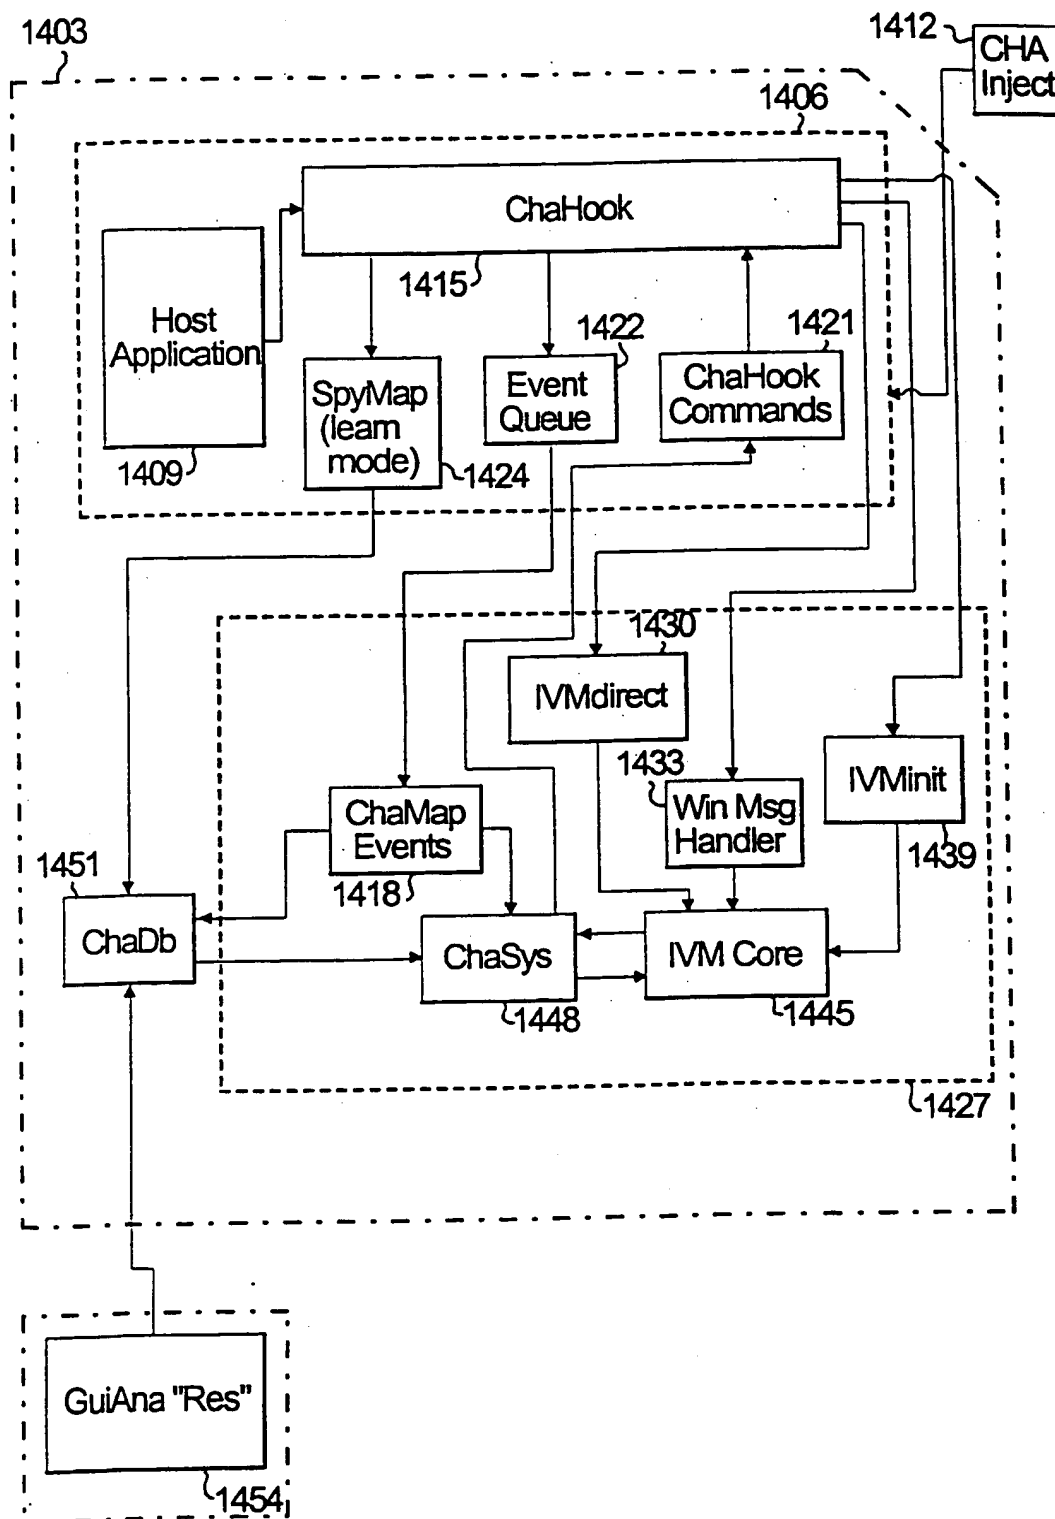 1403
1412
CHA
Inject
1406
ChaHook
1415
Host
Application
1409
SpyMap
(learn
mode)
1424
1422
Event
Queue
1421
ChaHook
Commands
1430
IVMdirect
1433
Win Msg
Handler
IVMinit
1439
ChaMap
Events
1418
1451
ChaDb
ChaSys
1448
IVM Core
1445
1427
GuiAna "Res"
1454